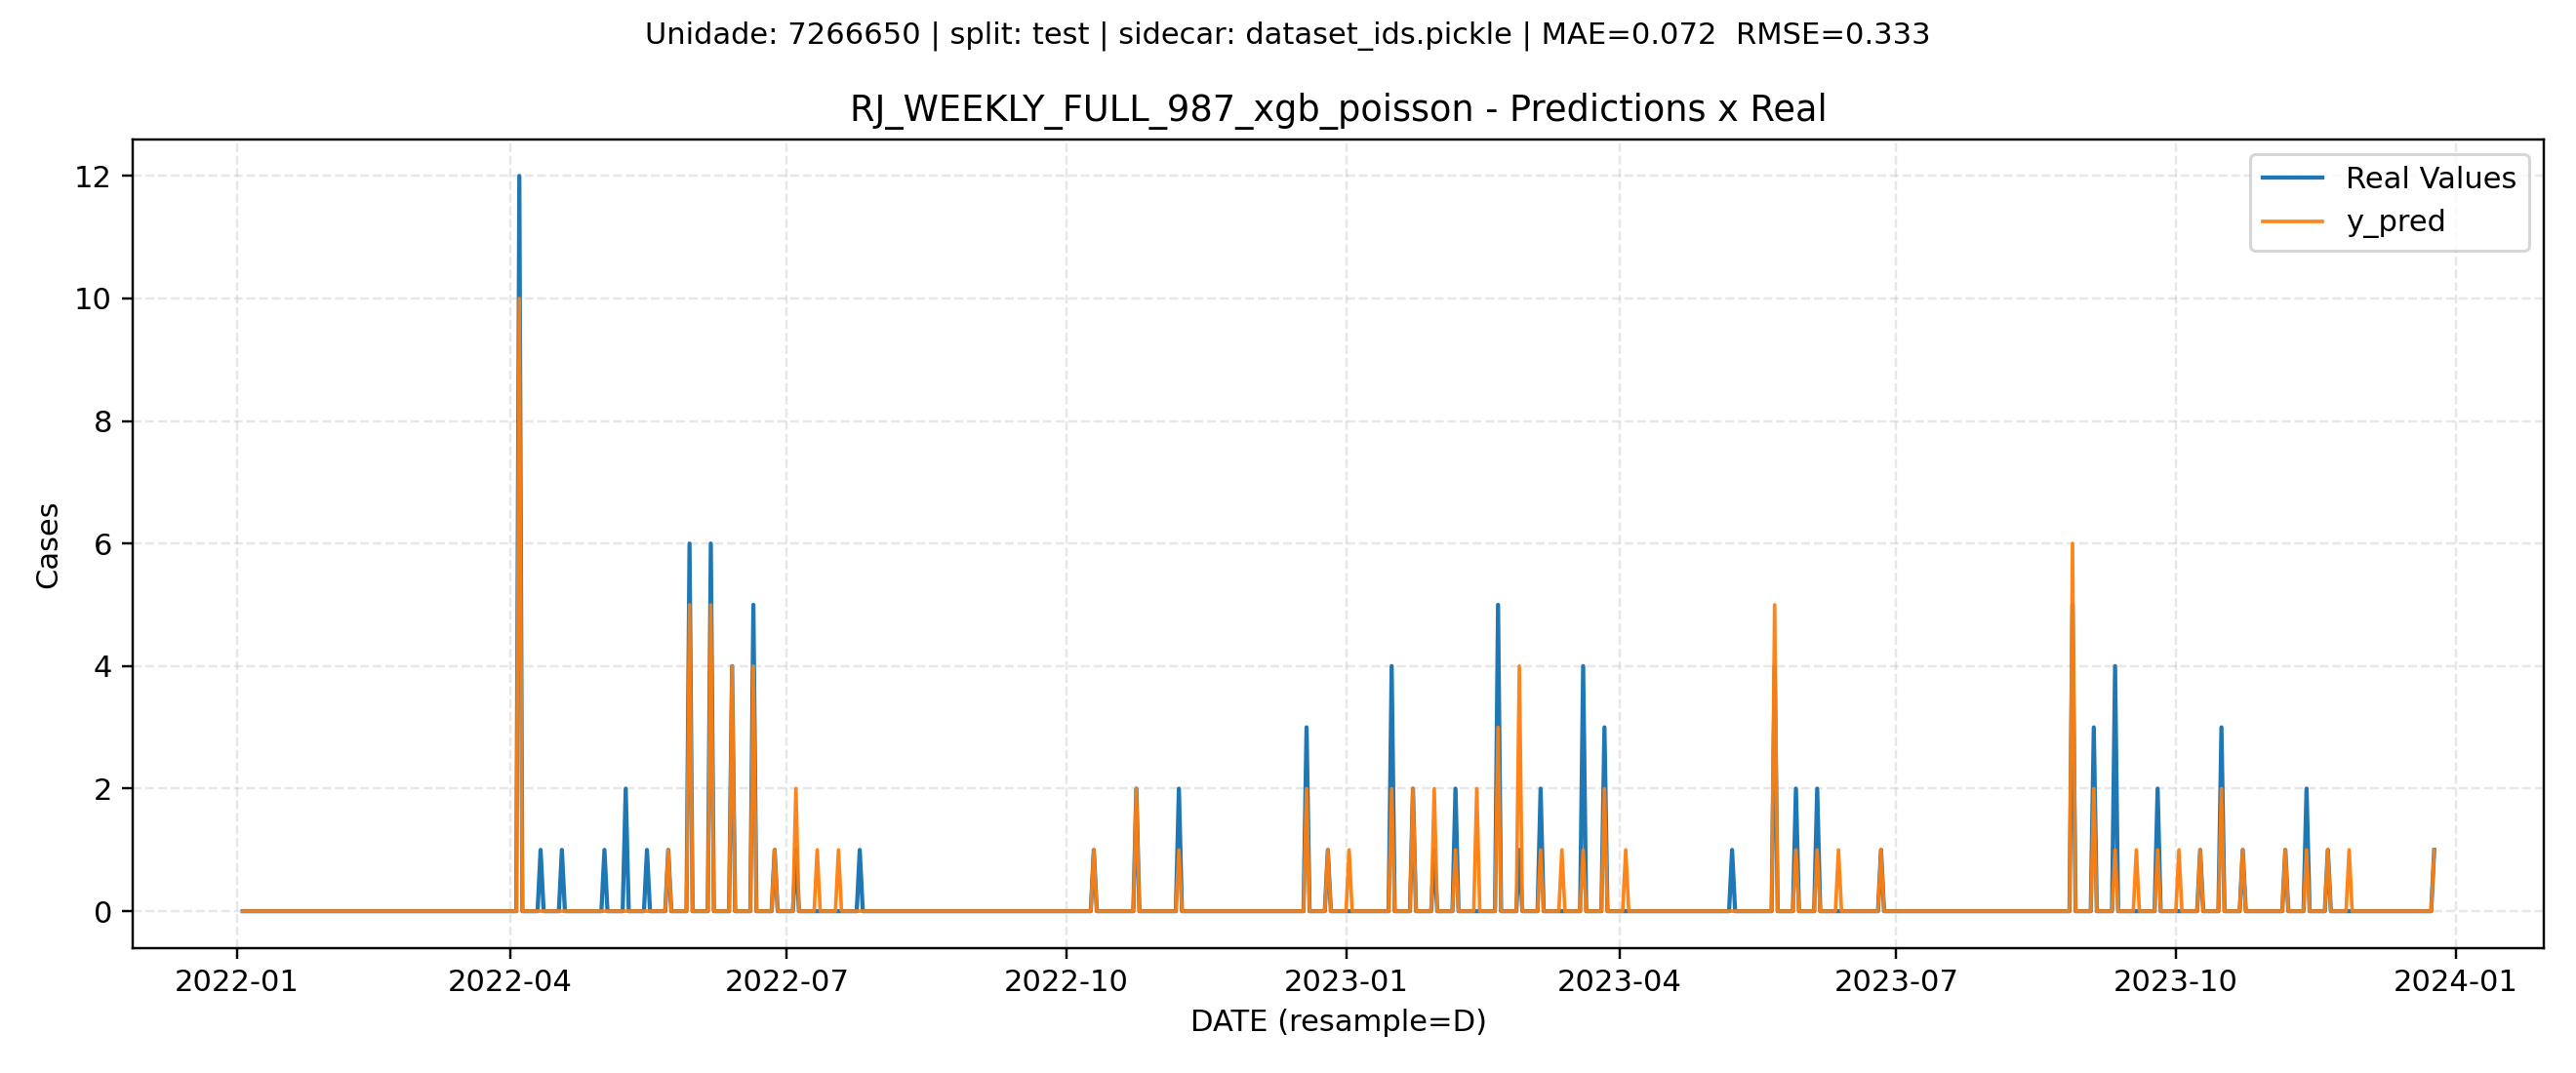 Unidade: 7266650 | split: test | sidecar: dataset_ids.pickle | MAE=0.072  RMSE=0.333
RJ_WEEKLY_FULL_987_xgb_poisson - Predictions x Real
Real Values
y_pred
Cases
12
10
8
6
4
2
0
2022-01 2022-04 2022-07 2022-10 2023-01 2023-04 2023-07 2023-10 2024-01
DATE (resample=D)